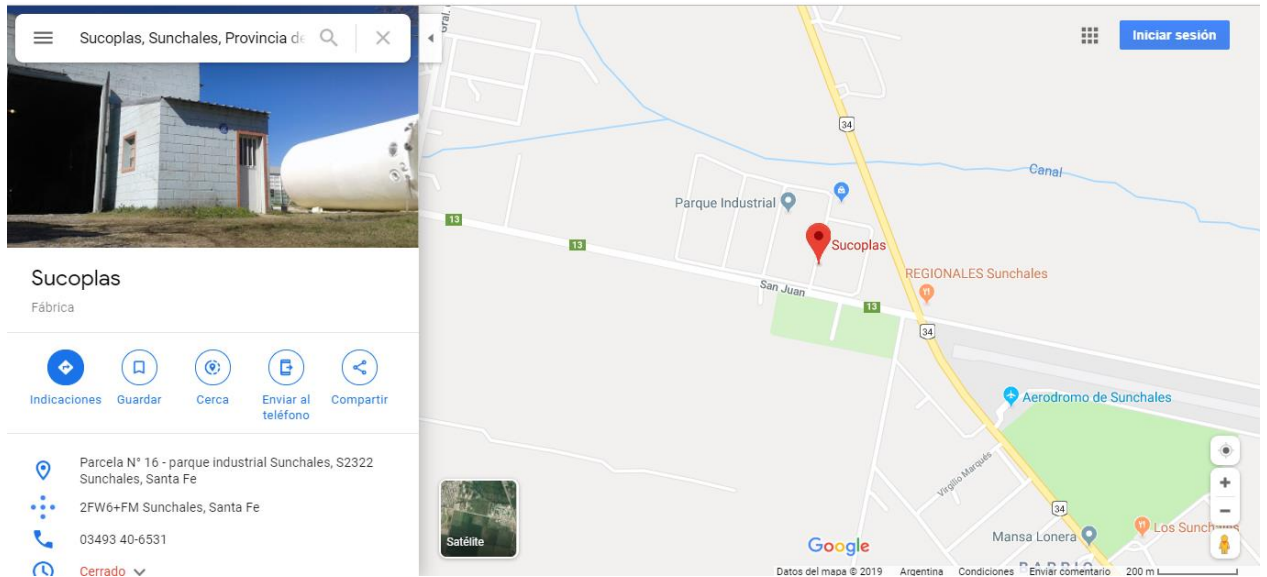 Sucoplas, Sunchales, Provincia de
Sucoplas
Fábrica
Indicaciones
Guardar
Cerca
Enviar al
teléfono
Compartir
Parcela N° 16 - parque industrial Sunchales, S2322
Sunchales, Santa Fe
2FW6+FM Sunchales, Santa Fe
03493 40-6531
Cerrado
Gral.
Iniciar sesión
34
Canal
Parque Industrial
13
13
Sucoplas
REGIONALES Sunchales
San Juan
13
34
Aerodromo de Sunchales
Virgilio Marqués
34
Mansa Lonera
Los Sunchales
BARRIO
Satélite
Google
Datos del mapa © 2019 Argentina Condiciones Enviar comentario 200 m